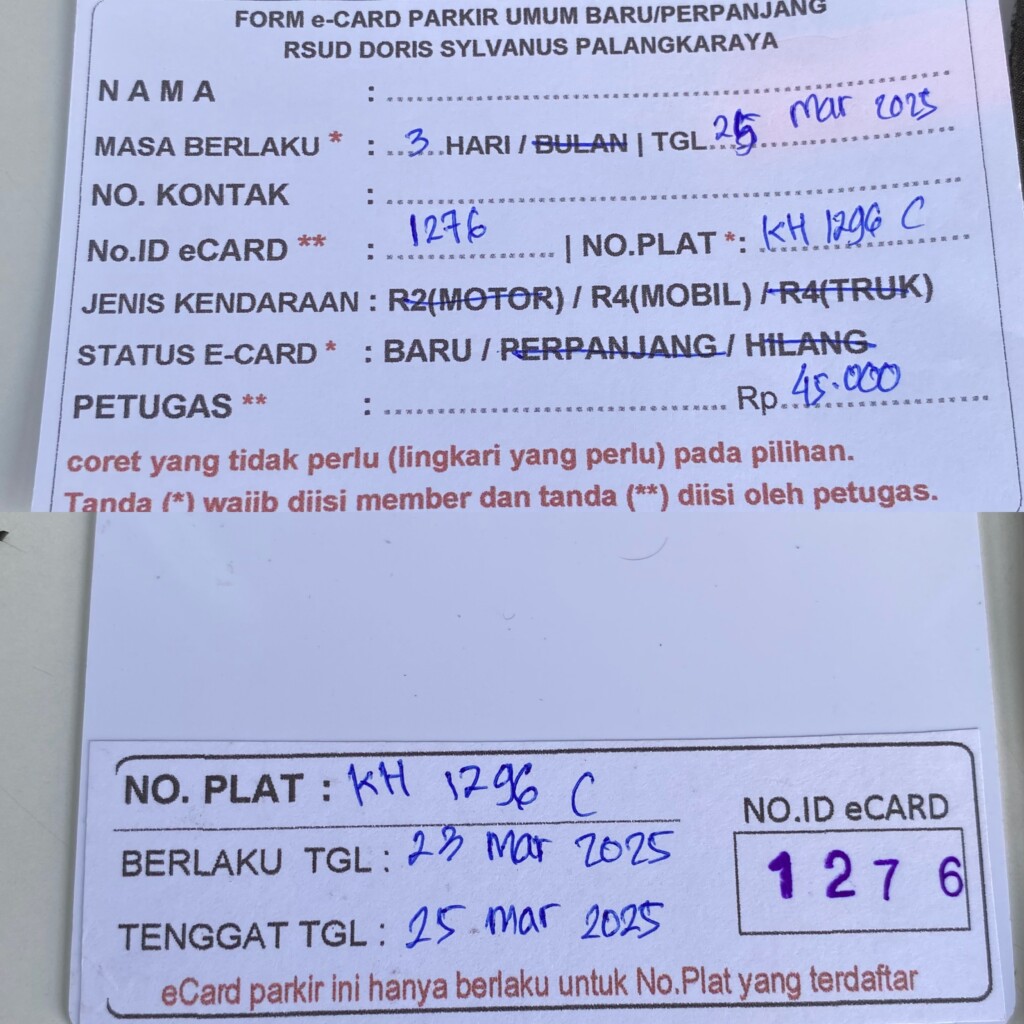 FORM e-CARD PARKIR UMUM BARU/PERPANJANG
RSUD DORIS SYLVANUS PALANGKARAYA
NAMA :
MASA BERLAKU * : 3 HARI / BULAN | TGL 25 Mar 2025
NO. KONTAK :
No.ID eCARD ** : 1276 | NO.PLAT *: KH 1296 C
JENIS KENDARAAN : R2(MOTOR) / R4(MOBIL) / R4(TRUK)
STATUS E-CARD * : BARU / PERPANJANG / HILANG
PETUGAS ** : Rp 45.000
coret yang tidak perlu (lingkari yang perlu) pada pilihan.
Tanda (*) wajib diisi member dan tanda (**) diisi oleh petugas.
NO. PLAT : KH 1296 C
BERLAKU TGL : 23 Mar 2025
TENGGAT TGL : 25 Mar 2025
NO.ID eCARD
1276
eCard parkir ini hanya berlaku untuk No.Plat yang terdaftar